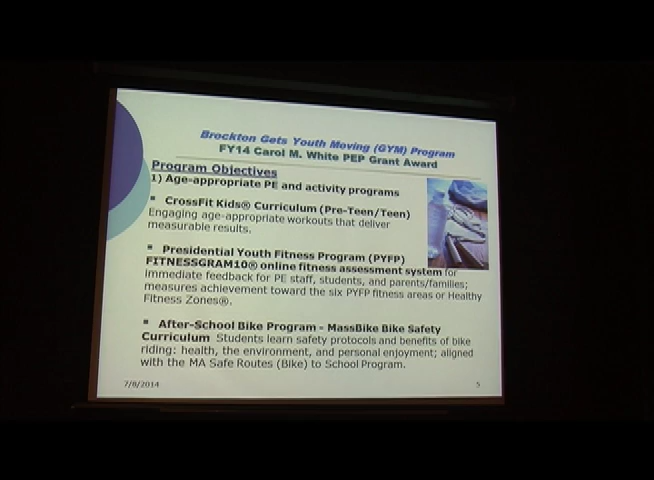 Brockton Gets Youth Moving (GYM) Program
FY14 Carol M. White PEP Grant Award
Program Objectives
1) Age-appropriate PE and activity programs
▪ CrossFit Kids® Curriculum (Pre-Teen/Teen)
Engaging age-appropriate workouts that deliver
measurable results.
▪ Presidential Youth Fitness Program (PYFP)
FITNESSGRAM10® online fitness assessment system for
immediate feedback for PE staff, students, and parents/families;
measures achievement toward the six PYFP fitness areas or Healthy
Fitness Zones®.
▪ After-School Bike Program - MassBike Bike Safety
Curriculum Students learn safety protocols and benefits of bike
riding: health, the environment, and personal enjoyment; aligned
with the MA Safe Routes (Bike) to School Program.
7/8/2014
5